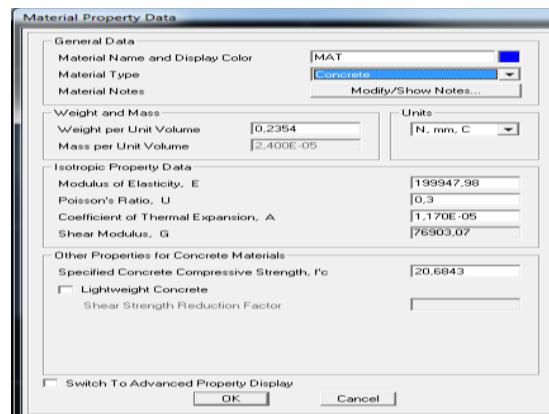 Material Property Data
General Data
Material Name and Display Color MAT
Material Type Concrete
Material Notes Modify/Show Notes...
Weight and Mass
Weight per Unit Volume 0,2354
Mass per Unit Volume 2,400E-05
Units
N, mm, C
Isotropic Property Data
Modulus of Elasticity, E 199947,98
Poisson's Ratio, U 0,3
Coefficient of Thermal Expansion, A 1,170E-05
Shear Modulus, G 76903,07
Other Properties for Concrete Materials
Specified Concrete Compressive Strength, f'c 20,6843
Lightweight Concrete
Shear Strength Reduction Factor
Switch To Advanced Property Display
OK Cancel